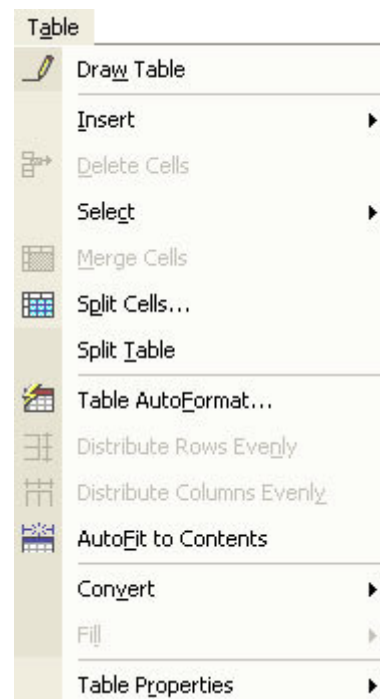 Table
Draw Table
Insert
Delete Cells
Select
Merge Cells
Split Cells...
Split Table
Table AutoFormat...
Distribute Rows Evenly
Distribute Columns Evenly
AutoFit to Contents
Convert
Fill
Table Properties